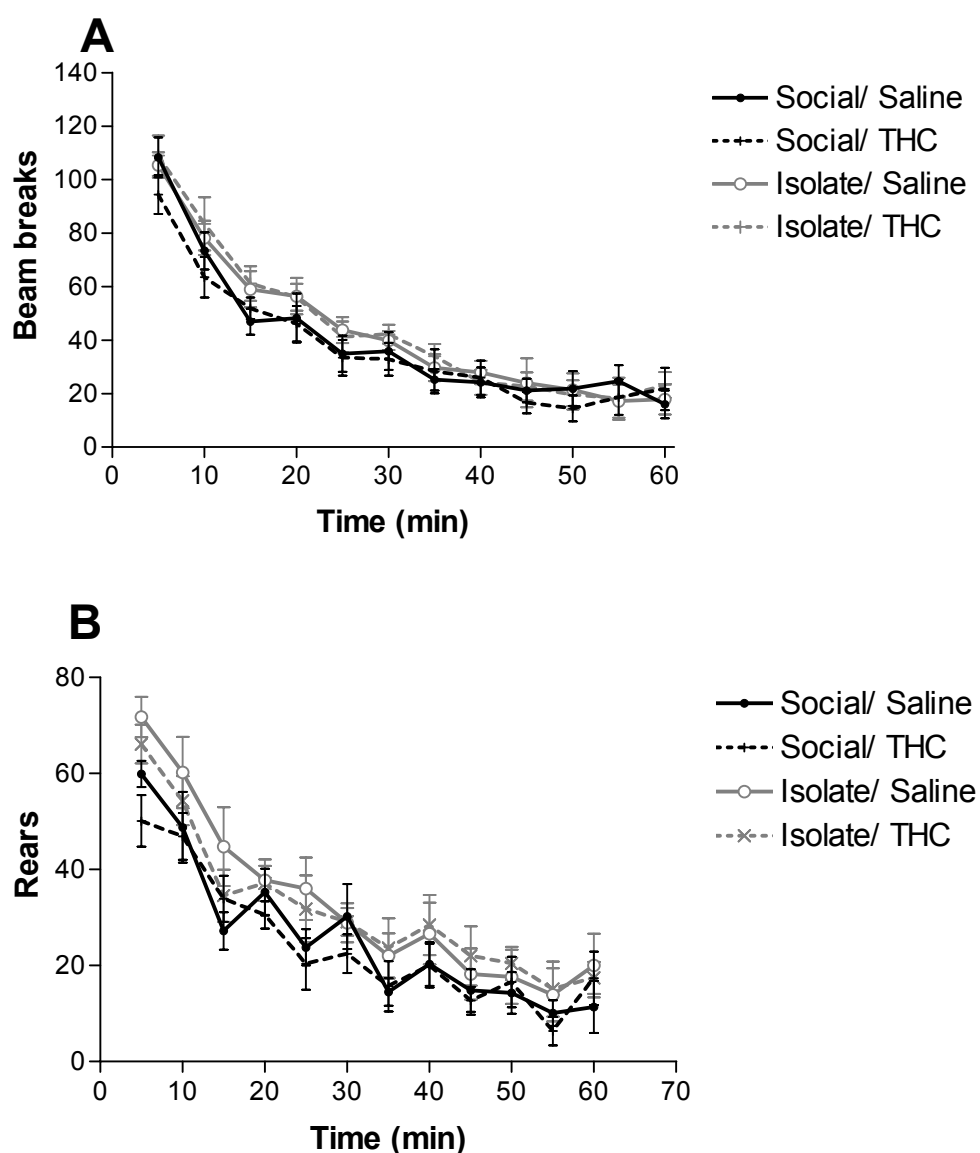 A
140
120
100
80
60
40
20
0
Beam breaks
0 10 20 30 40 50 60
Time (min)
Social/ Saline
Social/ THC
Isolate/ Saline
Isolate/ THC
B
80
60
40
20
0
Rears
0 10 20 30 40 50 60 70
Time (min)
Social/ Saline
Social/ THC
Isolate/ Saline
Isolate/ THC